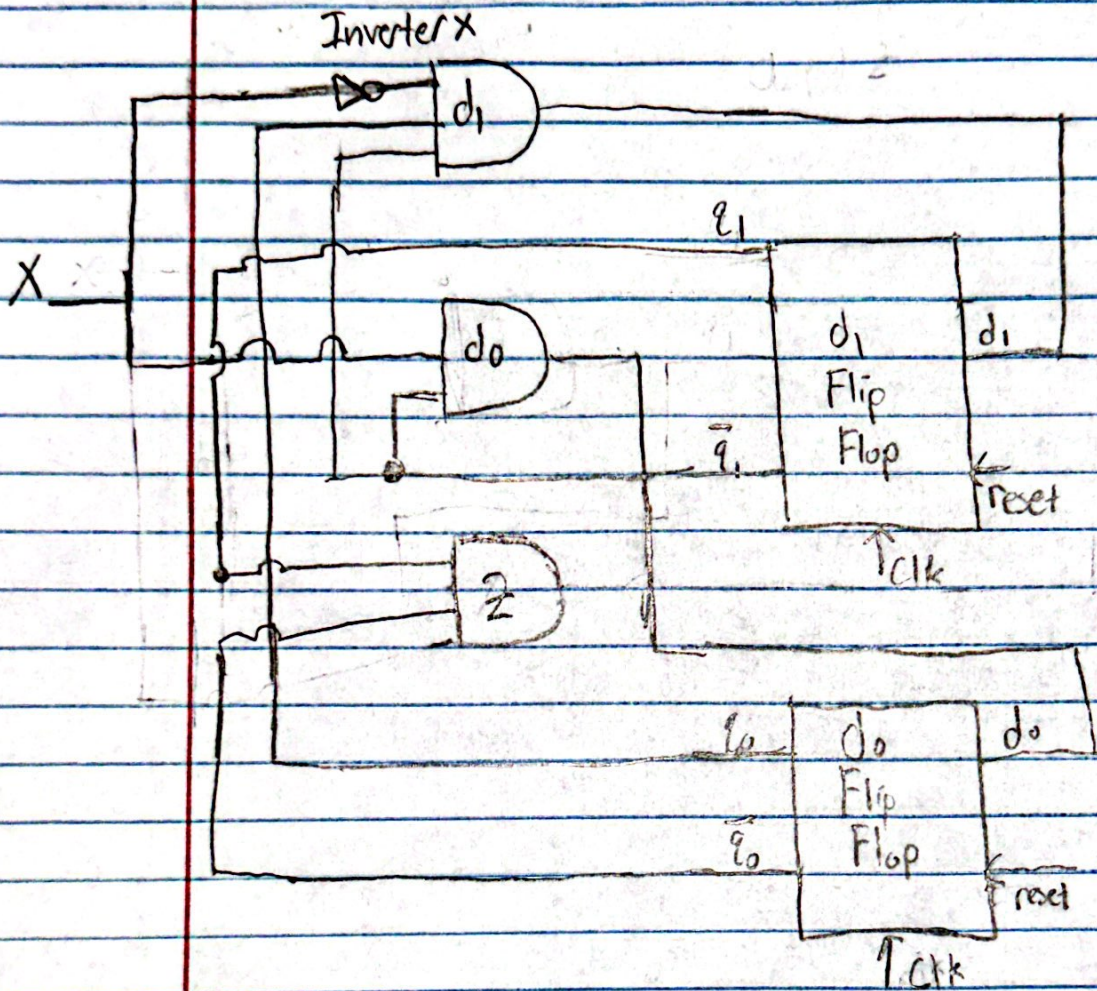 Inverter X
d₁
q₁
X
d₀
d₁
Flip
Flop
d₁
q̅₁
reset
Clk
Z
q₀
d₀
Flip
Flop
d₀
q̅₀
reset
Clk